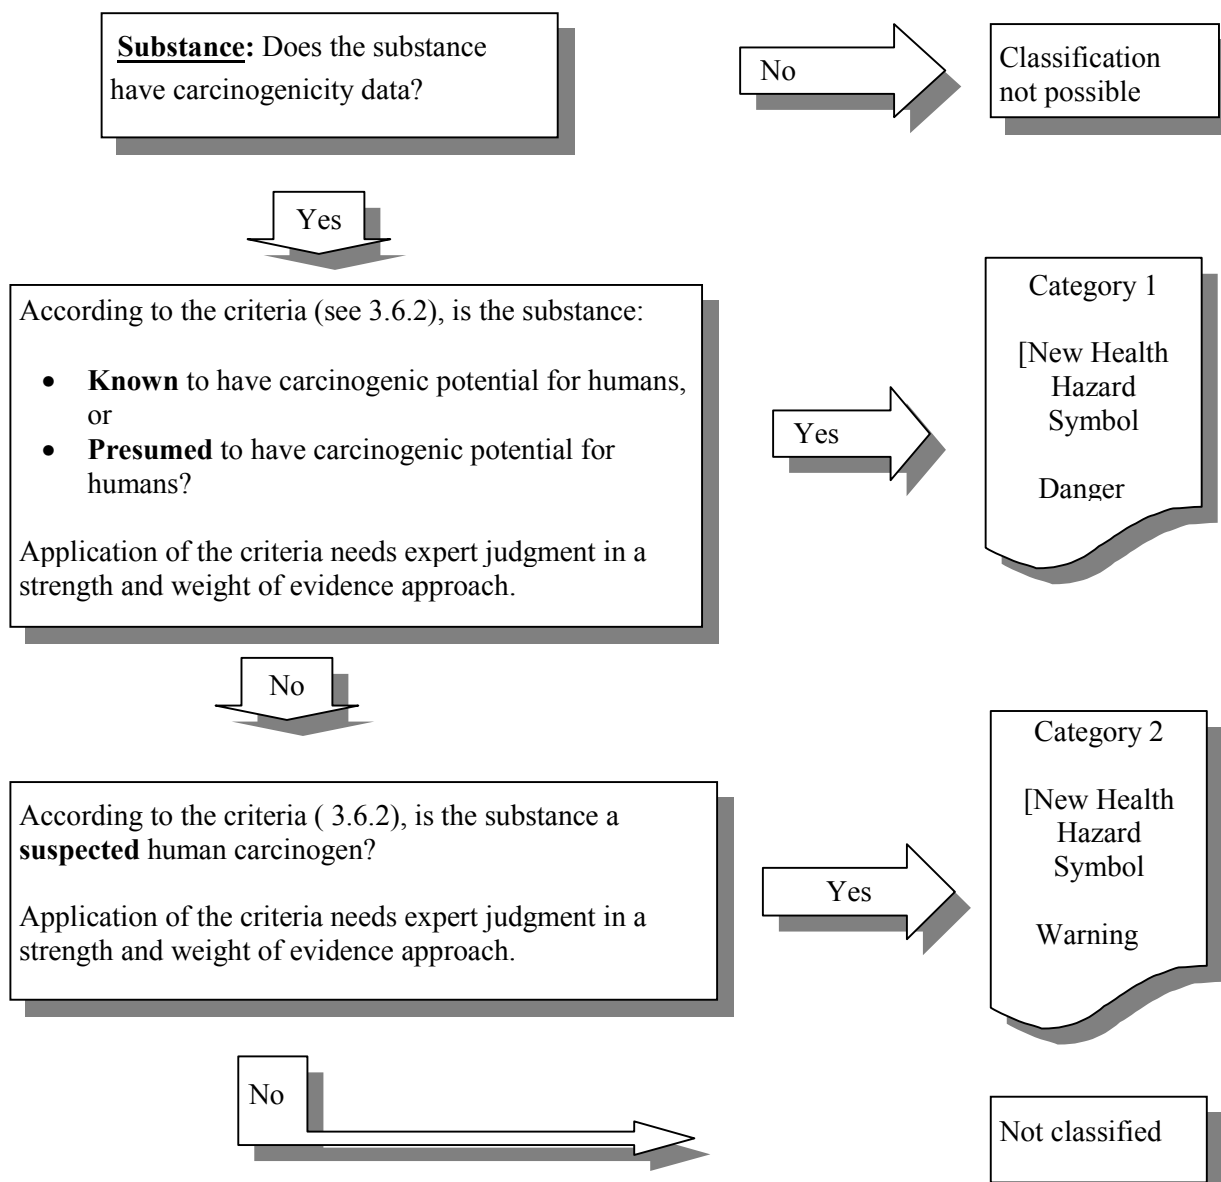 Substance: Does the substance
have carcinogenicity data?
No
Classification
not possible
Yes
According to the criteria (see 3.6.2), is the substance:
• Known to have carcinogenic potential for humans,
or
• Presumed to have carcinogenic potential for
humans?
Application of the criteria needs expert judgment in a
strength and weight of evidence approach.
Yes
Category 1
[New Health
Hazard
Symbol
Danger
No
According to the criteria ( 3.6.2), is the substance a
suspected human carcinogen?
Application of the criteria needs expert judgment in a
strength and weight of evidence approach.
Yes
Category 2
[New Health
Hazard
Symbol
Warning
No
Not classified